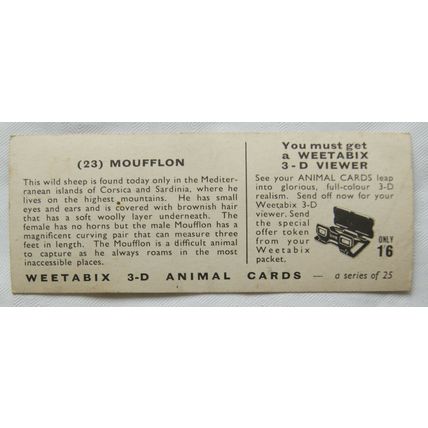 (23) MOUFFLON
This wild sheep is found today only in the Mediter-
ranean islands of Corsica and Sardinia, where he
lives on the highest mountains. He has small
eyes and ears and is covered with brownish hair
that has a soft woolly layer underneath. The
female has no horns but the male Moufflon has a
magnificent curving pair that can measure three
feet in length. The Moufflon is a difficult animal
to capture as he always roams in the most
inaccessible places.
You must get
a WEETABIX
3-D VIEWER
See your ANIMAL CARDS leap
into glorious, full-colour 3-D
realism. Send off now for your
Weetabix 3-D
viewer. Send
the special
offer token
from your
Weetabix
packet.
ONLY
16
WEETABIX 3-D ANIMAL CARDS — a series of 25